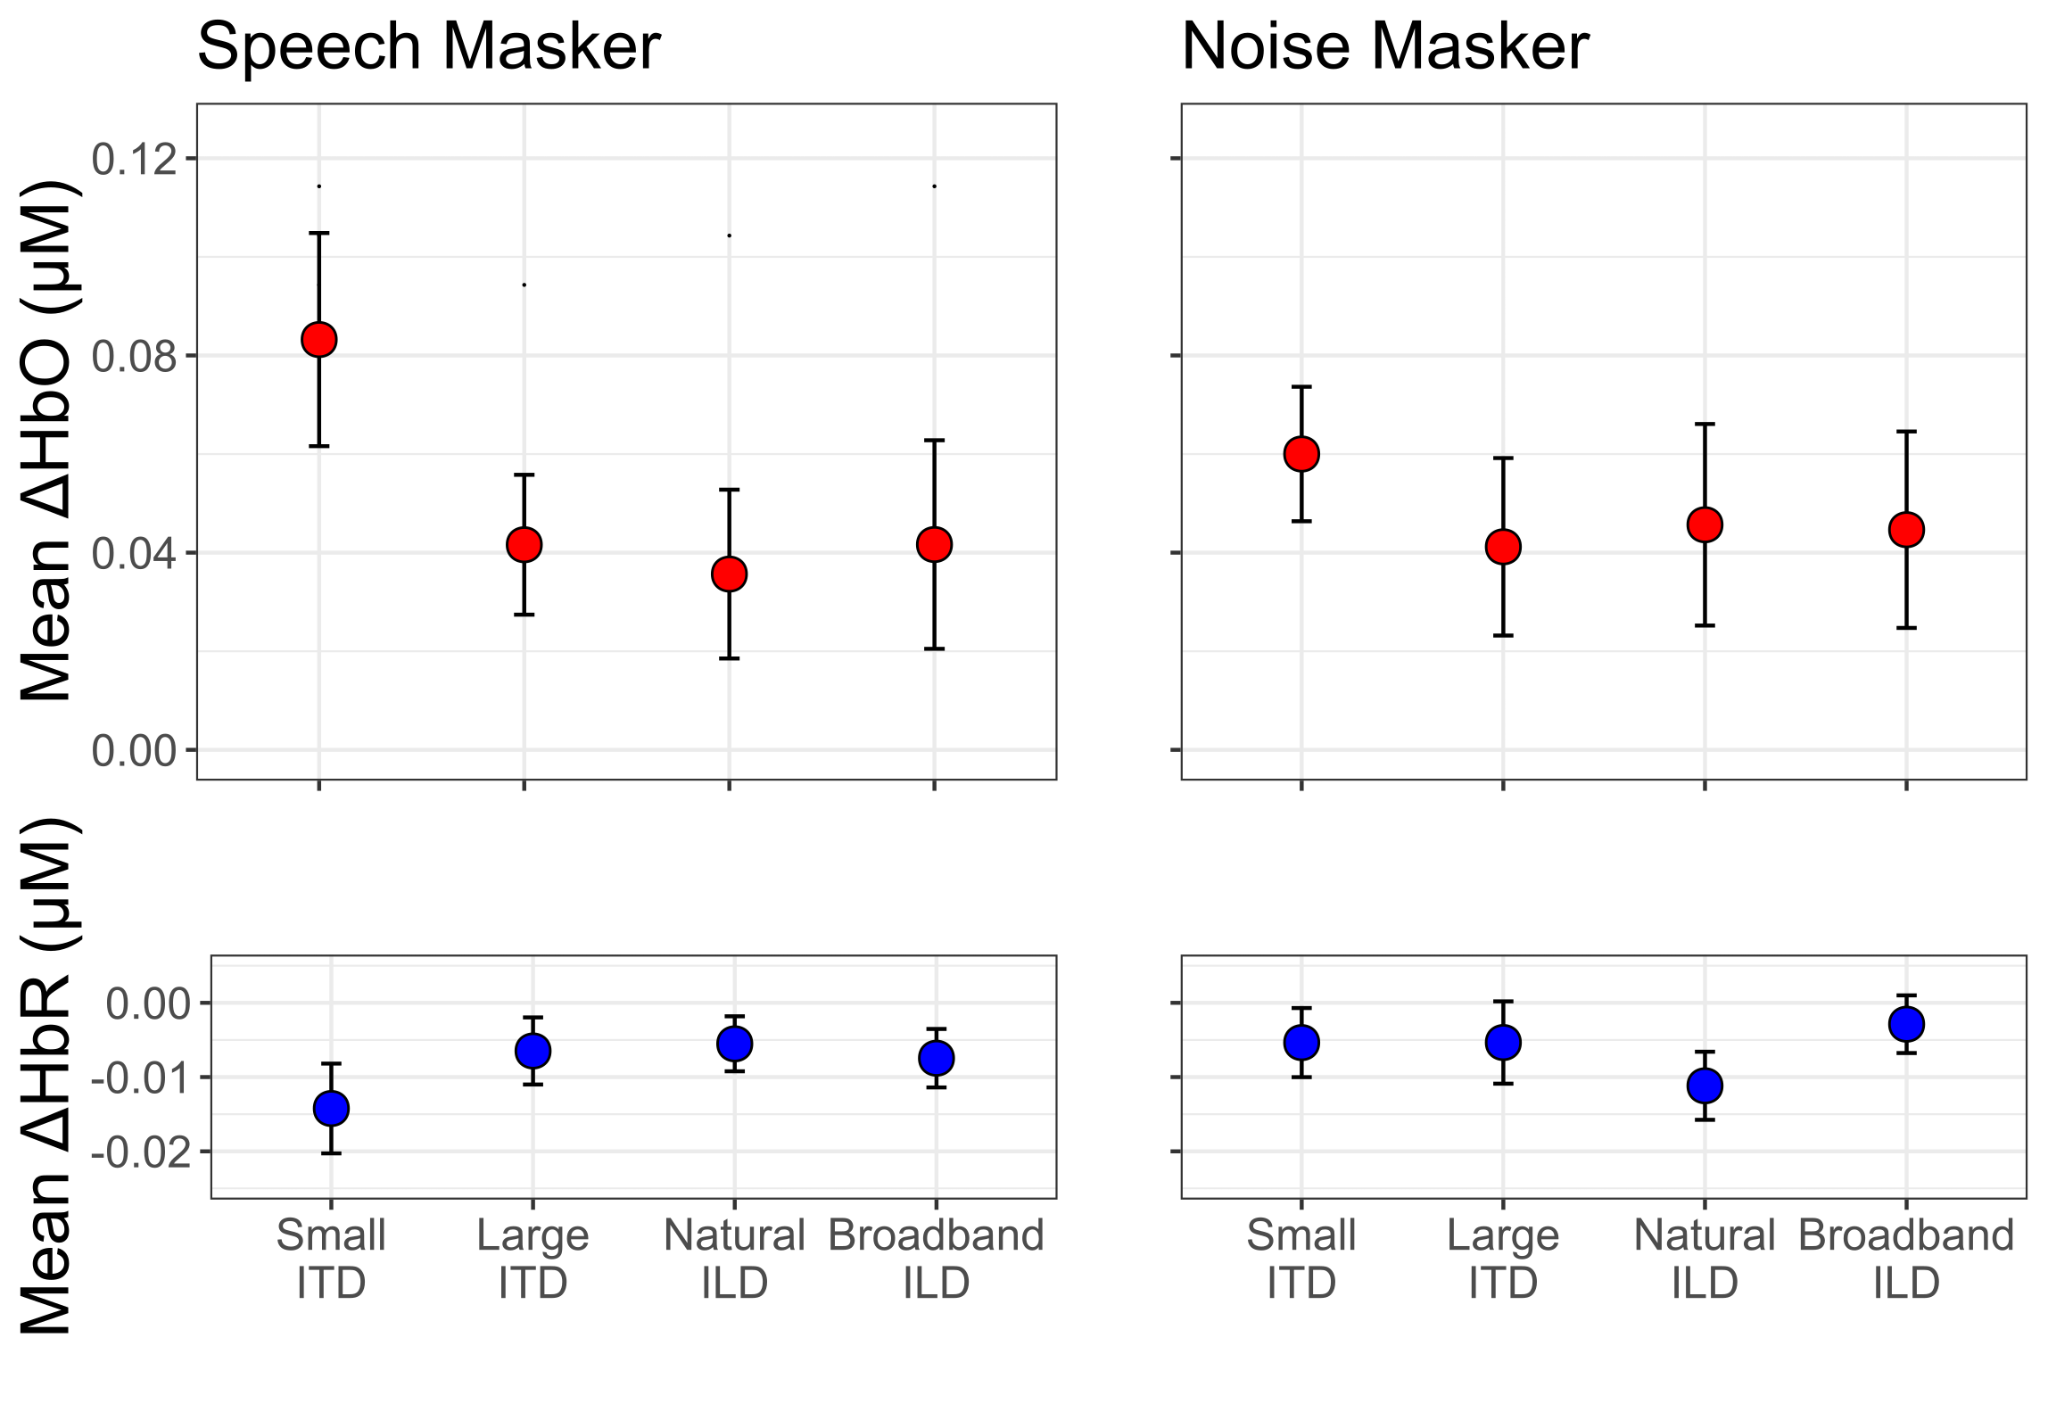 Speech Masker
Noise Masker
Mean ΔHbO (μM)
0.12
0.08
0.04
0.00
Mean ΔHbR (μM)
0.00
-0.01
-0.02
Small ITD
Large ITD
Natural ILD
Broadband ILD
Small ITD
Large ITD
Natural ILD
Broadband ILD